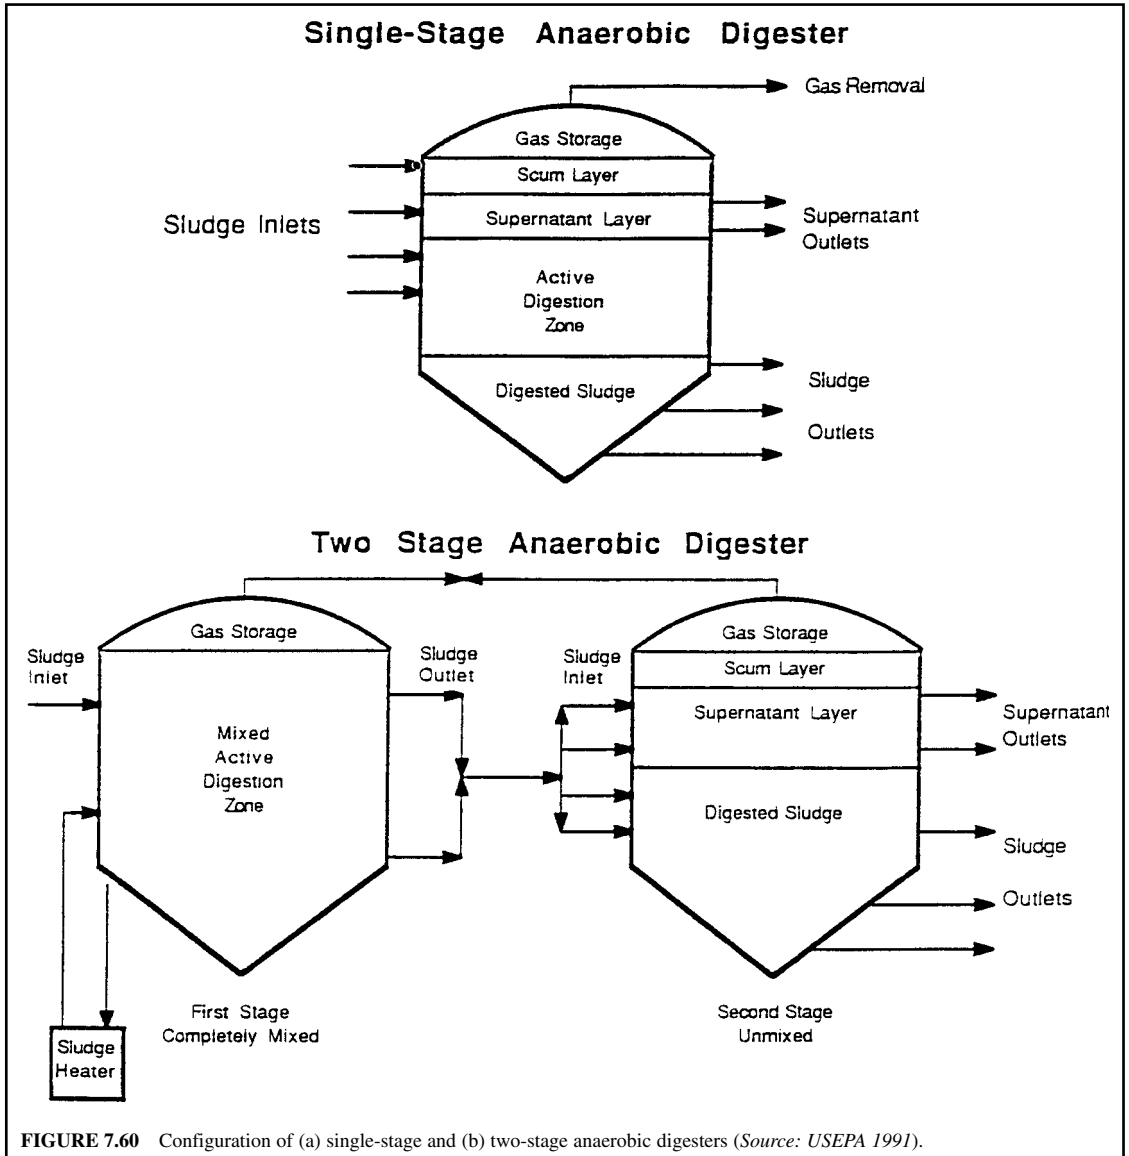 Single-Stage Anaerobic Digester
Gas Removal
Gas Storage
Scum Layer
Sludge Inlets
Supernatant Layer
Supernatant
Outlets
Active
Digestion
Zone
Sludge
Digested Sludge
Outlets
Two Stage Anaerobic Digester
Gas Storage
Sludge
Inlet
Sludge
Outlet
Mixed
Active
Digestion
Zone
Sludge
Inlet
Gas Storage
Scum Layer
Supernatant Layer
Supernatant
Outlets
Digested Sludge
Sludge
Outlets
First Stage
Completely Mixed
Second Stage
Unmixed
Sludge
Heater
FIGURE 7.60 Configuration of (a) single-stage and (b) two-stage anaerobic digesters (Source: USEPA 1991).